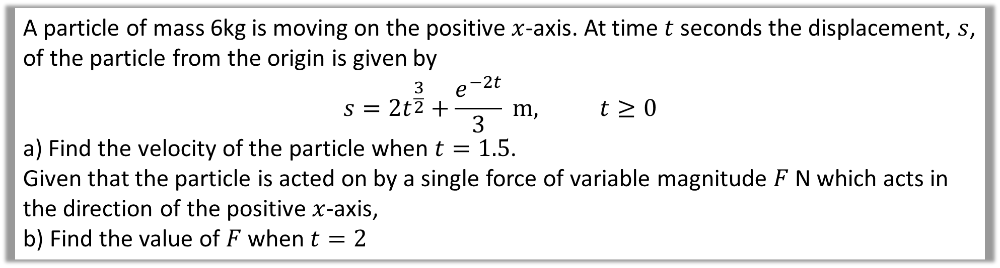 A particle of mass 6kg is moving on the positive x-axis. At time t seconds the displacement, s,
of the particle from the origin is given by
s = 2t^(3/2) + e^(−2t)/3 m, t ≥ 0
a) Find the velocity of the particle when t = 1.5.
Given that the particle is acted on by a single force of variable magnitude F N which acts in
the direction of the positive x-axis,
b) Find the value of F when t = 2